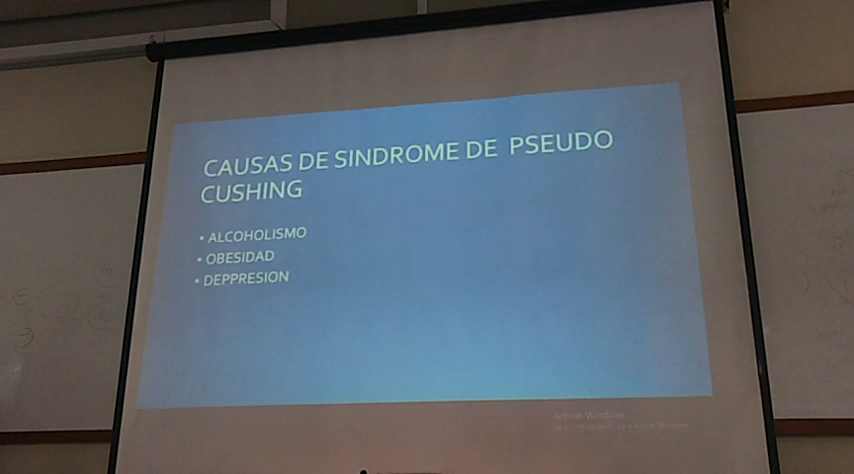 CAUSAS DE SINDROME DE PSEUDO
CUSHING
• ALCOHOLISMO
• OBESIDAD
• DEPPRESION
Activar Windows